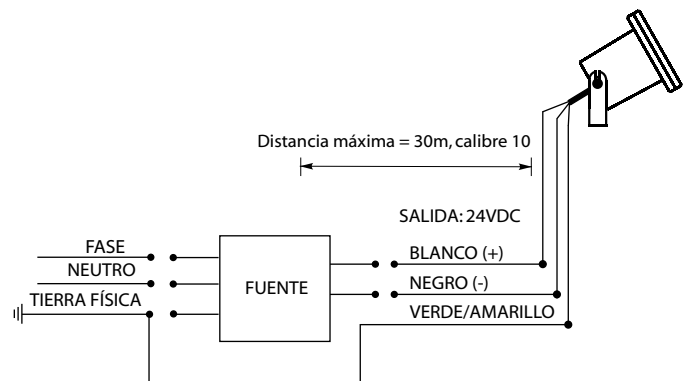 Distancia máxima = 30m, calibre 10
SALIDA: 24VDC
FASE
NEUTRO
TIERRA FÍSICA
FUENTE
BLANCO (+)
NEGRO (-)
VERDE/AMARILLO